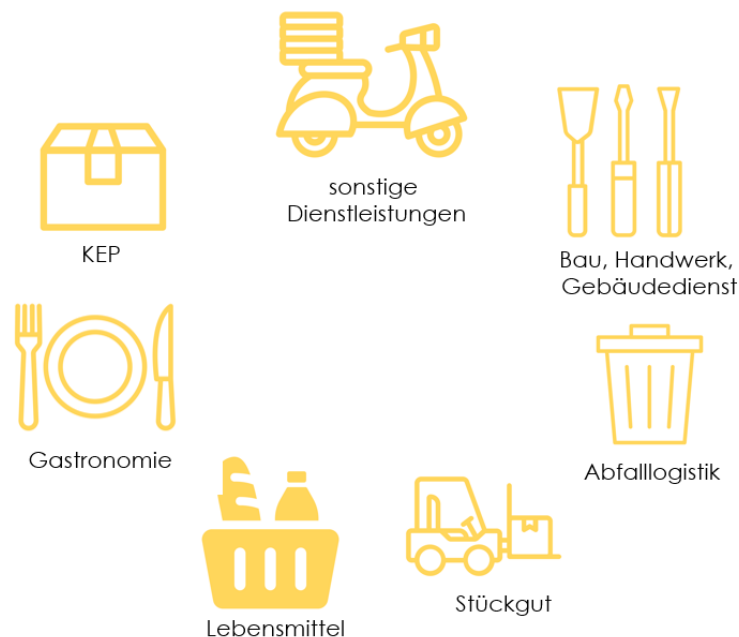 sonstige
Dienstleistungen
KEP
Bau, Handwerk,
Gebäudedienst
Gastronomie
Abfalllogistik
Lebensmittel
Stückgut